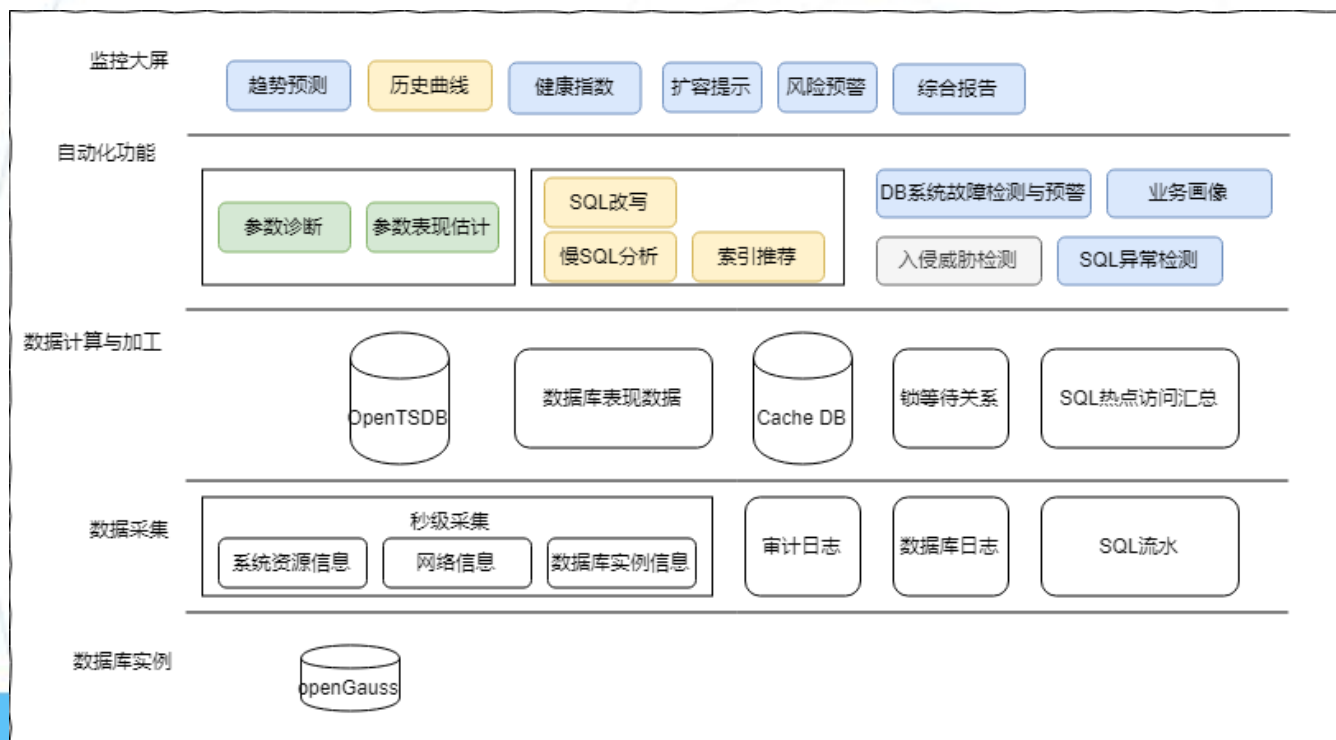 监控大屏
趋势预测
历史曲线
健康指数
扩容提示
风险预警
综合报告
自动化功能
参数诊断
参数表现估计
SQL改写
慢SQL分析
索引推荐
DB系统故障检测与预警
业务画像
入侵威胁检测
SQL异常检测
数据计算与加工
OpenTSDB
数据库表现数据
Cache DB
锁等待关系
SQL热点访问汇总
数据采集
秒级采集
系统资源信息
网络信息
数据库实例信息
审计日志
数据库日志
SQL流水
数据库实例
openGauss